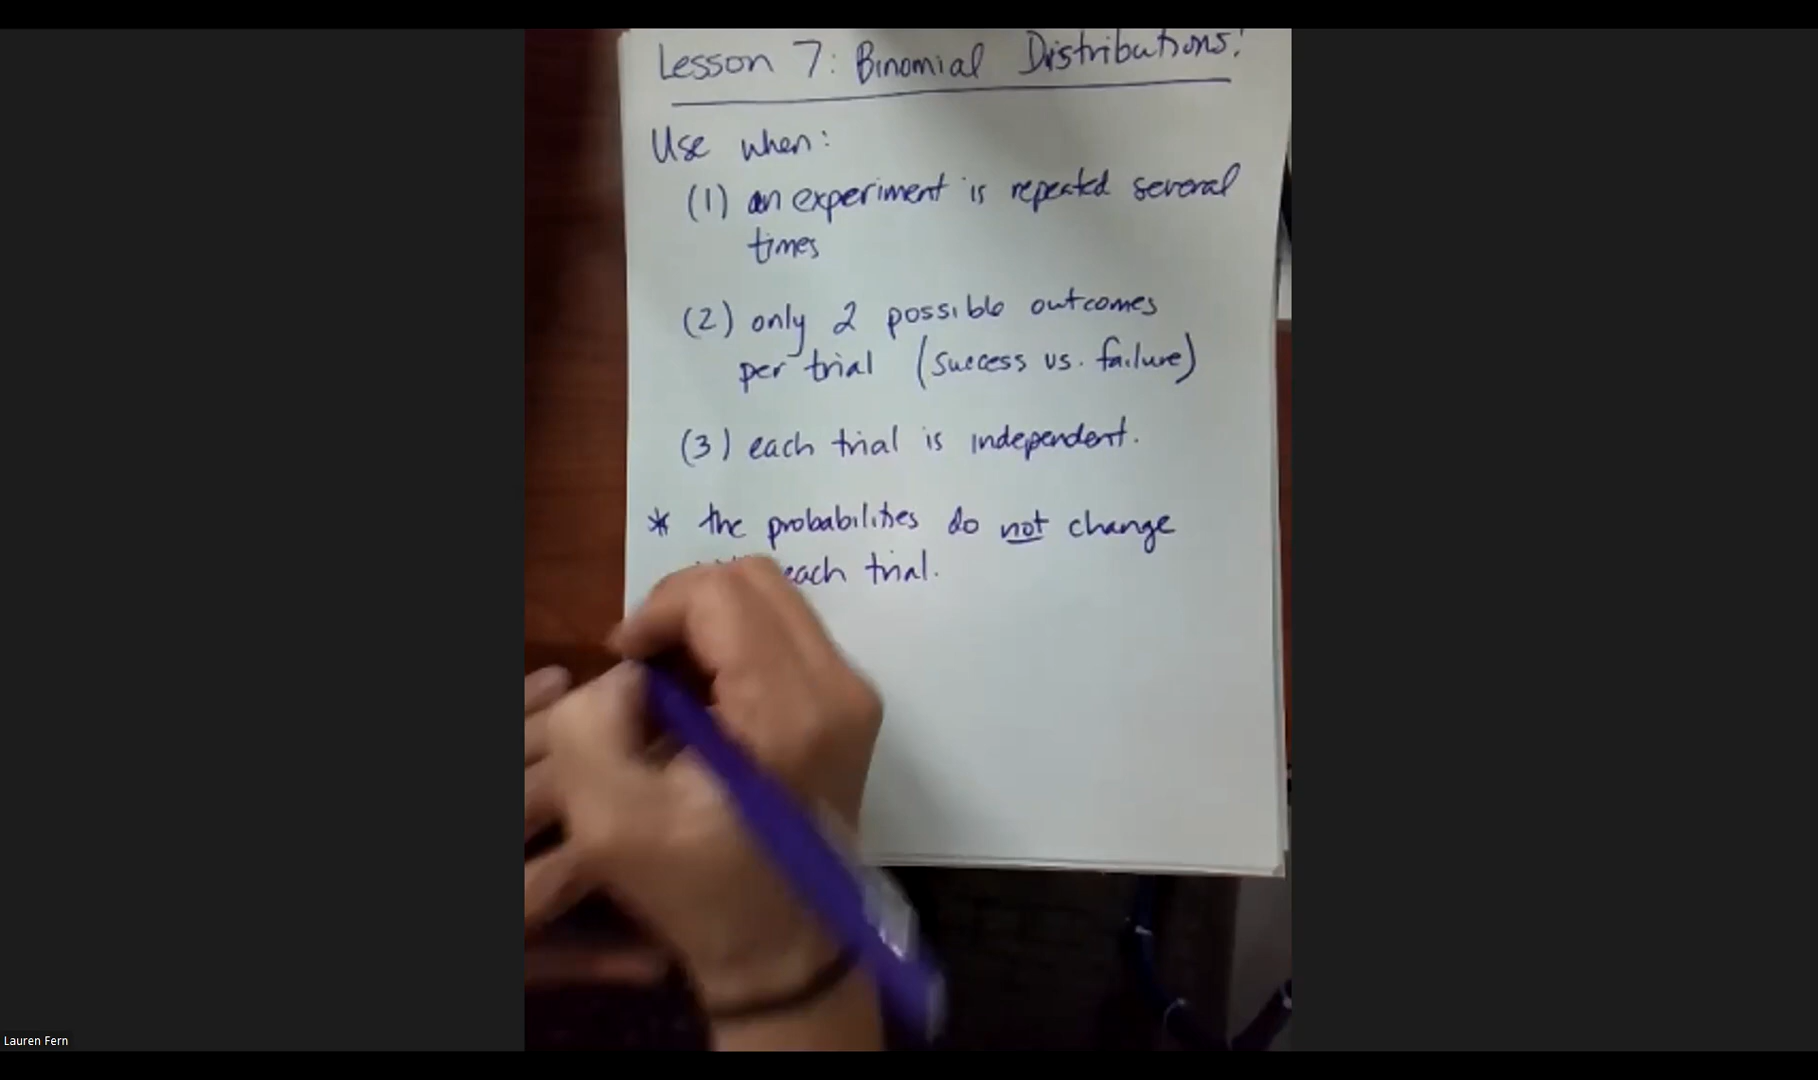 Lesson 7: Binomial Distributions!
Use when:
(1) an experiment is repeated several
times
(2) only 2 possible outcomes
per trial (success vs. failure)
(3) each trial is independent.
* the probabilities do not change
each trial.
Lauren Fern